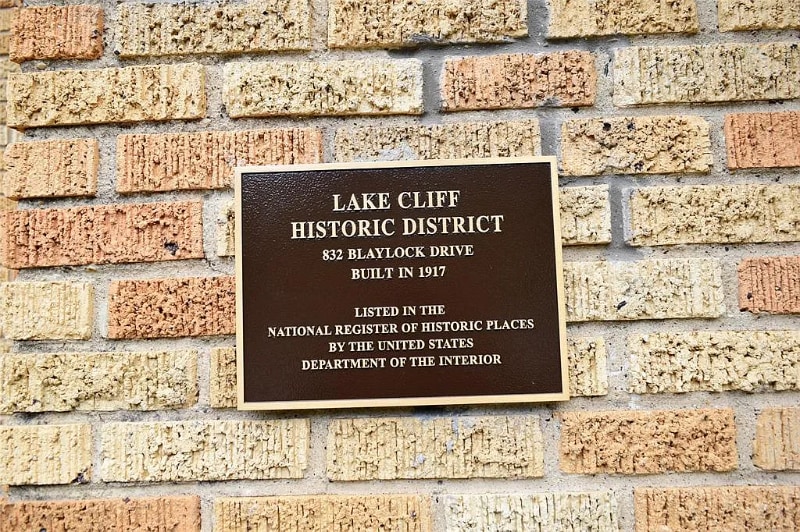 LAKE CLIFF
HISTORIC DISTRICT
832 BLAYLOCK DRIVE
BUILT IN 1917
LISTED IN THE
NATIONAL REGISTER OF HISTORIC PLACES
BY THE UNITED STATES
DEPARTMENT OF THE INTERIOR